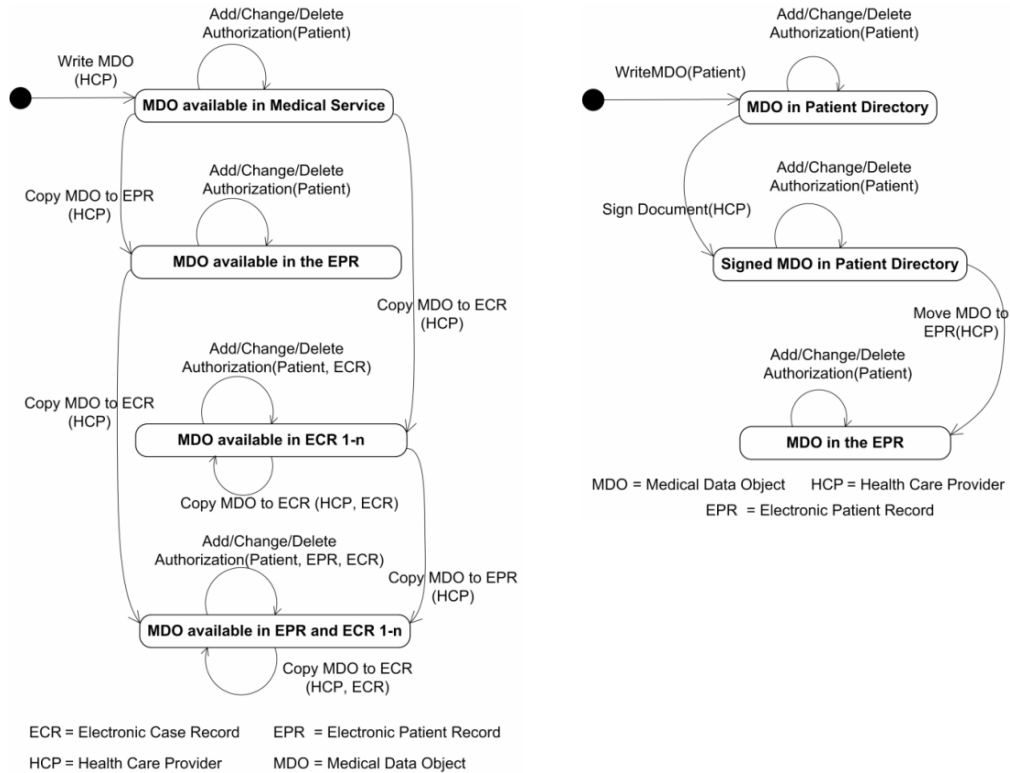 Add/Change/Delete
Authorization(Patient)
Write MDO
(HCP)
MDO available in Medical Service
Add/Change/Delete
Authorization(Patient)
Copy MDO to EPR
(HCP)
MDO available in the EPR
Copy MDO to ECR
(HCP)
Add/Change/Delete
Authorization(Patient, ECR)
Copy MDO to ECR
(HCP)
MDO available in ECR 1-n
Copy MDO to ECR (HCP, ECR)
Add/Change/Delete
Authorization(Patient, EPR, ECR)
Copy MDO to EPR
(HCP)
MDO available in EPR and ECR 1-n
Copy MDO to ECR
(HCP, ECR)
ECR = Electronic Case Record
EPR = Electronic Patient Record
HCP = Health Care Provider
MDO = Medical Data Object
Add/Change/Delete
Authorization(Patient)
WriteMDO(Patient)
MDO in Patient Directory
Add/Change/Delete
Authorization(Patient)
Sign Document(HCP)
Signed MDO in Patient Directory
Move MDO to
EPR(HCP)
Add/Change/Delete
Authorization(Patient)
MDO in the EPR
MDO = Medical Data Object
HCP = Health Care Provider
EPR = Electronic Patient Record